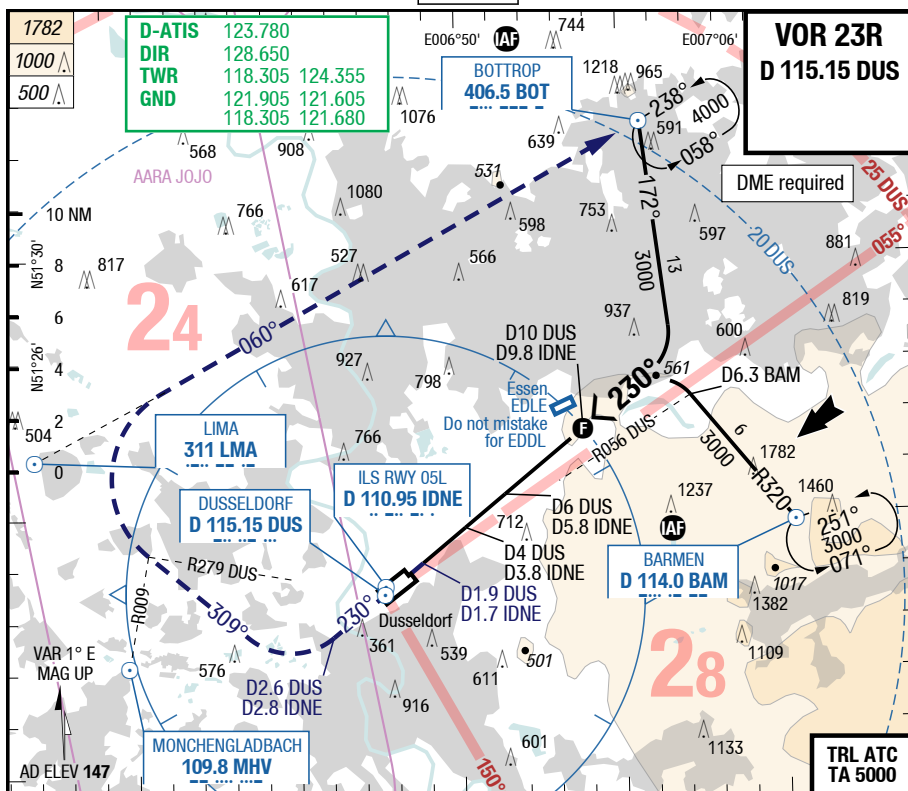 1782
1000
500
D-ATIS 123.780
DIR 128.650
TWR 118.305 124.355
GND 121.905 121.605
118.305 121.680
E006°50'
IAF
744
E007°06'
VOR 23R
D 115.15 DUS
BOTTROP
406.5 BOT
1218
965
238°
4000
058°
591
1076
639
568
908
AARA JOJO
531
DME required
25 DUS
055°
10 NM
766
1080
598
753
172°
597
20 DUS
881
N51°30'
8
817
24
527
566
617
13
3000
819
6
060°
D10 DUS
D9.8 IDNE
937
600
N51°26'
4
927
798
230°
561
D6.3 BAM
Essen
EDLE
Do not mistake
for EDDL
2
504
LIMA
311 LMA
766
F
R056 DUS
6
3000
1782
0
ILS RWY 05L
D 110.95 IDNE
R320
1460
DUSSELDORF
D 115.15 DUS
1237
IAF
251°
3000
071°
712
D6 DUS
D5.8 IDNE
D4 DUS
D3.8 IDNE
BARMEN
D 114.0 BAM
1017
R279 DUS
D1.9 DUS
D1.7 IDNE
1382
R009
309°
230°
Dusseldorf
361
539
501
1109
VAR 1° E
MAG UP
576
611
28
D2.6 DUS
D2.8 IDNE
916
MONCHENGLADBACH
109.8 MHV
601
1133
AD ELEV 147
150°
TRL ATC
TA 5000